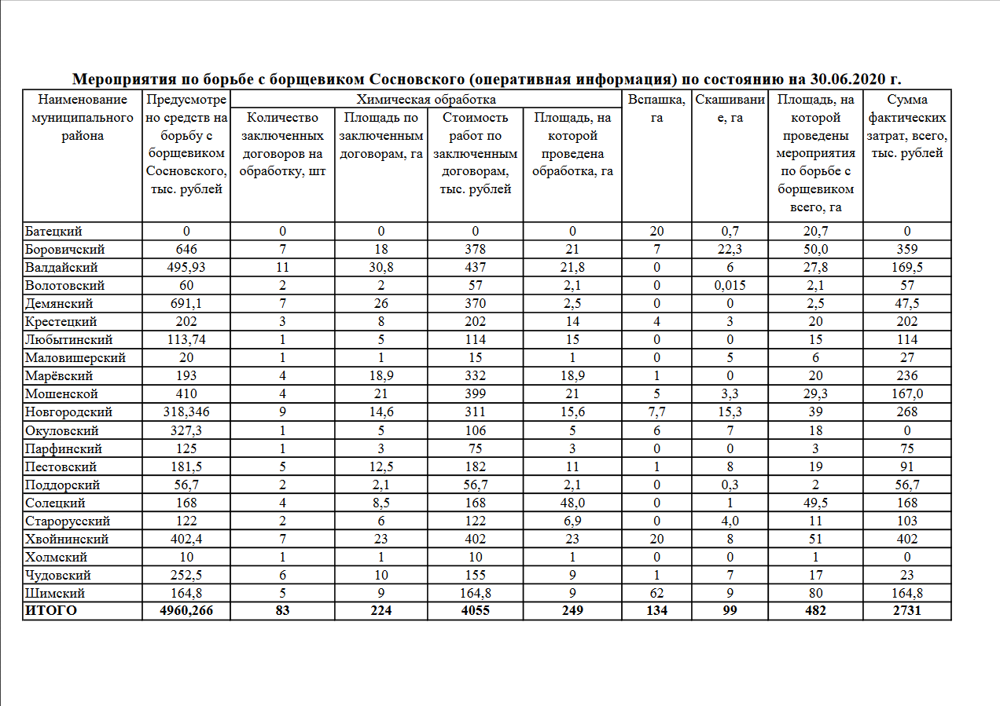 Мероприятия по борьбе с борщевиком Сосновского (оперативная информация) по состоянию на 30.06.2020 г.
Наименование муниципального района
Предусмотре но средств на борьбу с борщевиком Сосновского, тыс. рублей
Химическая обработка
Количество заключенных договоров на обработку, шт
Площадь по заключенным договорам, га
Стоимость работ по заключенным договорам, тыс. рублей
Площадь, на которой проведена обработка, га
Вспашка, га
Скашивани е, га
Площадь, на которой проведены мероприятия по борьбе с борщевиком всего, га
Сумма фактических затрат, всего, тыс. рублей
Батецкий 0 0 0 0 0 20 0,7 20,7 0
Боровичский 646 7 18 378 21 7 22,3 50,0 359
Валдайский 495,93 11 30,8 437 21,8 0 6 27,8 169,5
Волотовский 60 2 2 57 2,1 0 0,015 2,1 57
Демянский 691,1 7 26 370 2,5 0 0 2,5 47,5
Крестецкий 202 3 8 202 14 4 3 20 202
Любытинский 113,74 1 5 114 15 0 0 15 114
Маловишерский 20 1 1 15 1 0 5 6 27
Марёвский 193 4 18,9 332 18,9 1 0 20 236
Мошенской 410 4 21 399 21 5 3,3 29,3 167,0
Новгородский 318,346 9 14,6 311 15,6 7,7 15,3 39 268
Окуловский 327,3 1 5 106 5 6 7 18 0
Парфинский 125 1 3 75 3 0 0 3 75
Пестовский 181,5 5 12,5 182 11 1 8 19 91
Поддорский 56,7 2 2,1 56,7 2,1 0 0,3 2 56,7
Солецкий 168 4 8,5 168 48,0 0 1 49,5 168
Старорусский 122 2 6 122 6,9 0 4,0 11 103
Хвойнинский 402,4 7 23 402 23 20 8 51 402
Холмский 10 1 1 10 1 0 0 1 0
Чудовский 252,5 6 10 155 9 1 7 17 23
Шимский 164,8 5 9 164,8 9 62 9 80 164,8
ИТОГО 4960,266 83 224 4055 249 134 99 482 2731